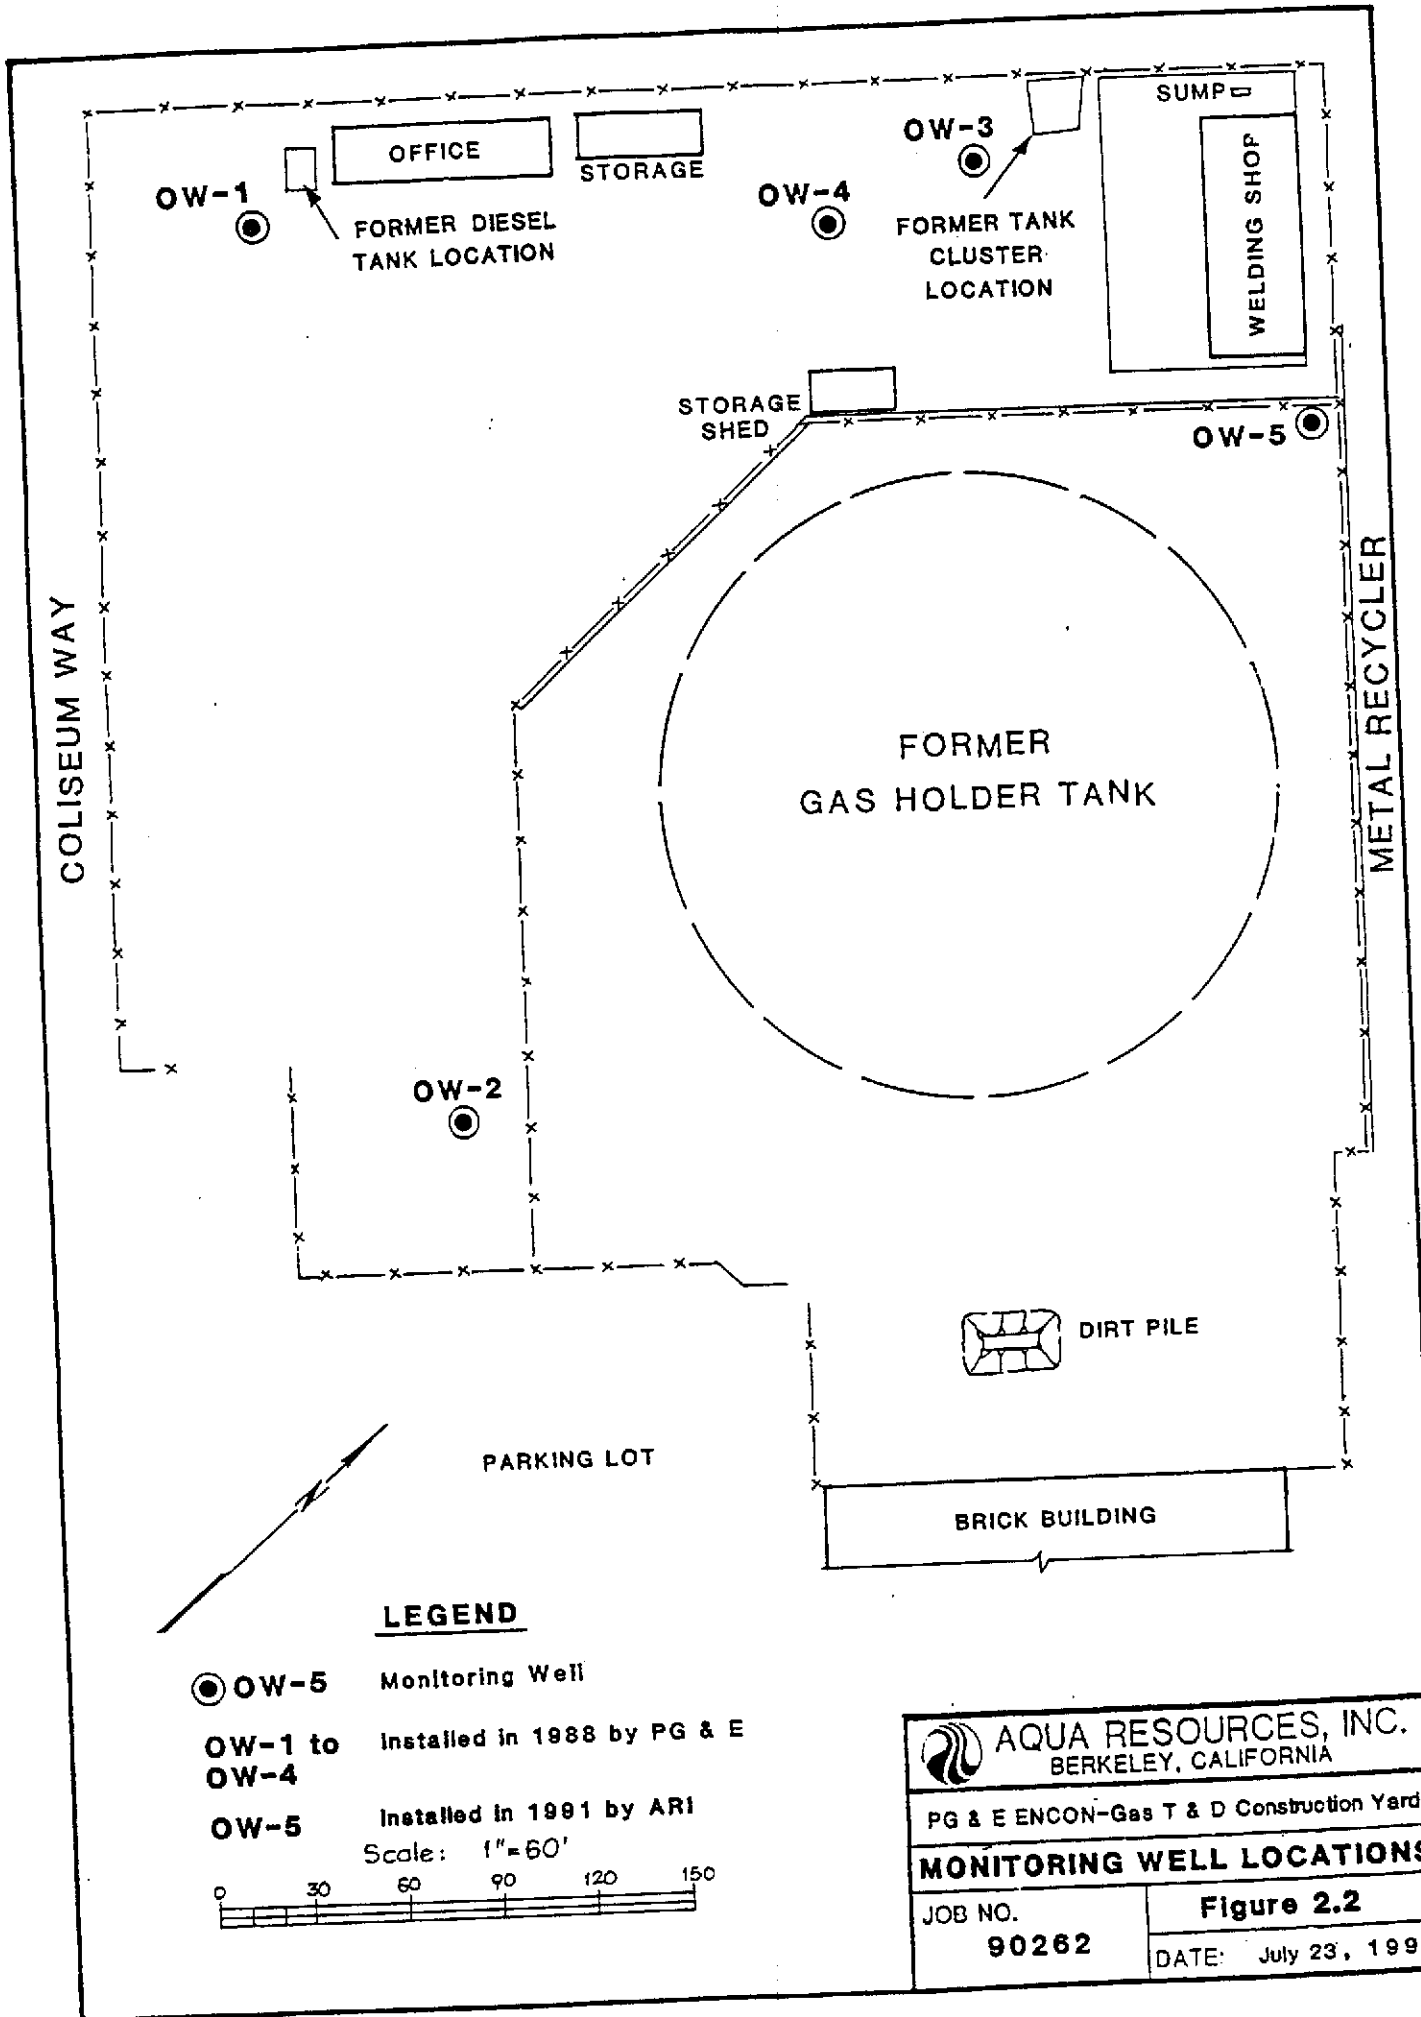 SUMP
OW-3
OFFICE
STORAGE
WELDING SHOP
OW-1
OW-4
FORMER DIESEL
TANK LOCATION
FORMER TANK
CLUSTER
LOCATION
STORAGE
SHED
OW-5
COLISEUM WAY
METAL RECYCLER
FORMER
GAS HOLDER TANK
OW-2
DIRT PILE
PARKING LOT
BRICK BUILDING
LEGEND
OW-5 Monitoring Well
OW-1 to Installed in 1988 by PG & E
OW-4
OW-5 Installed in 1991 by ARI
Scale: 1"=60'
0 30 60 90 120 150
AQUA RESOURCES, INC.
BERKELEY, CALIFORNIA
PG & E ENCON-Gas T & D Construction Yard
MONITORING WELL LOCATIONS
JOB NO.
90262
Figure 2.2
DATE: July 23, 199